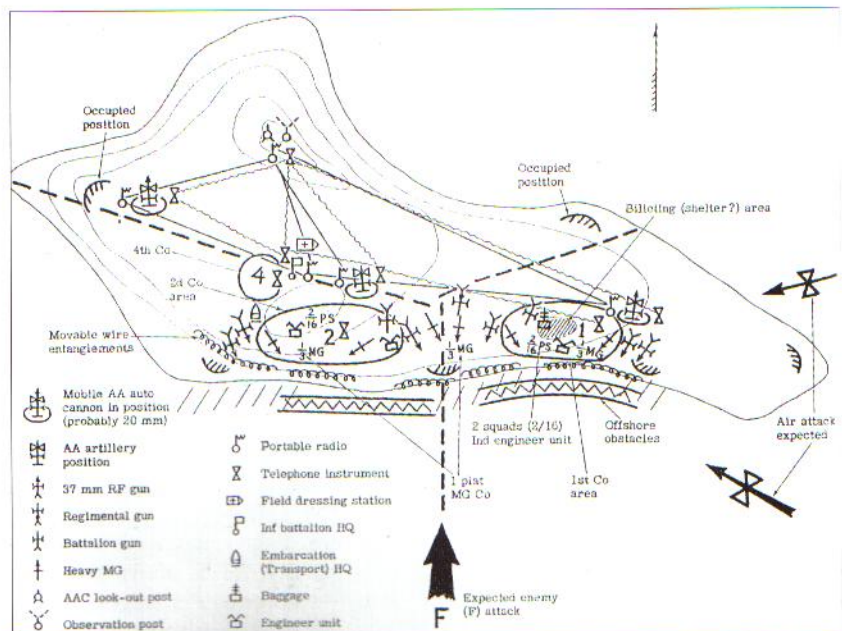 Occupied
position
Occupied
position
Billeting (shelter?) area
4th Co
4
2d Co
area
2/16 PS
2
1/3 MG
1/3 MG
2/16 PS
1
1/3 MG
Movable wire
entanglements
Air attack
expected
Offshore
obstacles
2 squads (2/16)
Ind engineer unit
1 plat
MG Co
1st Co
area
Expected enemy
(F) attack
F
Mobile AA auto
cannon in position
(probably 20 mm)
AA artillery
position
37 mm RF gun
Regimental gun
Battalion gun
Heavy MG
AAC look-out post
Observation post
Portable radio
Telephone instrument
Field dressing station
Inf battalion HQ
Embarcation
(Transport) HQ
Baggage
Engineer unit